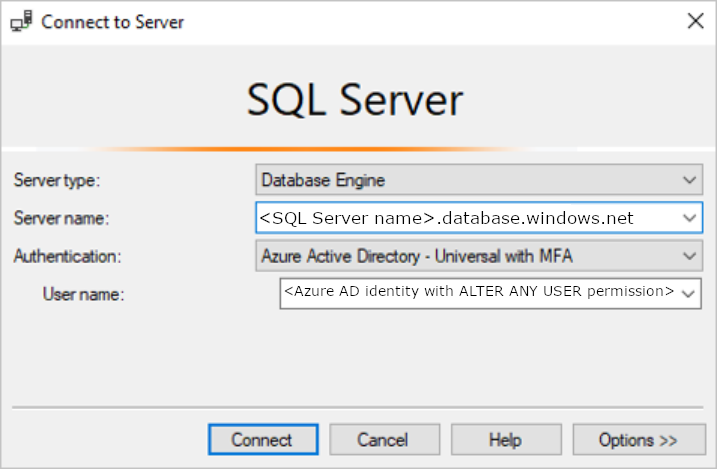 Connect to Server
SQL Server
Server type: Database Engine
Server name: <SQL Server name>.database.windows.net
Authentication: Azure Active Directory - Universal with MFA
User name: <Azure AD identity with ALTER ANY USER permission>
Connect Cancel Help Options >>